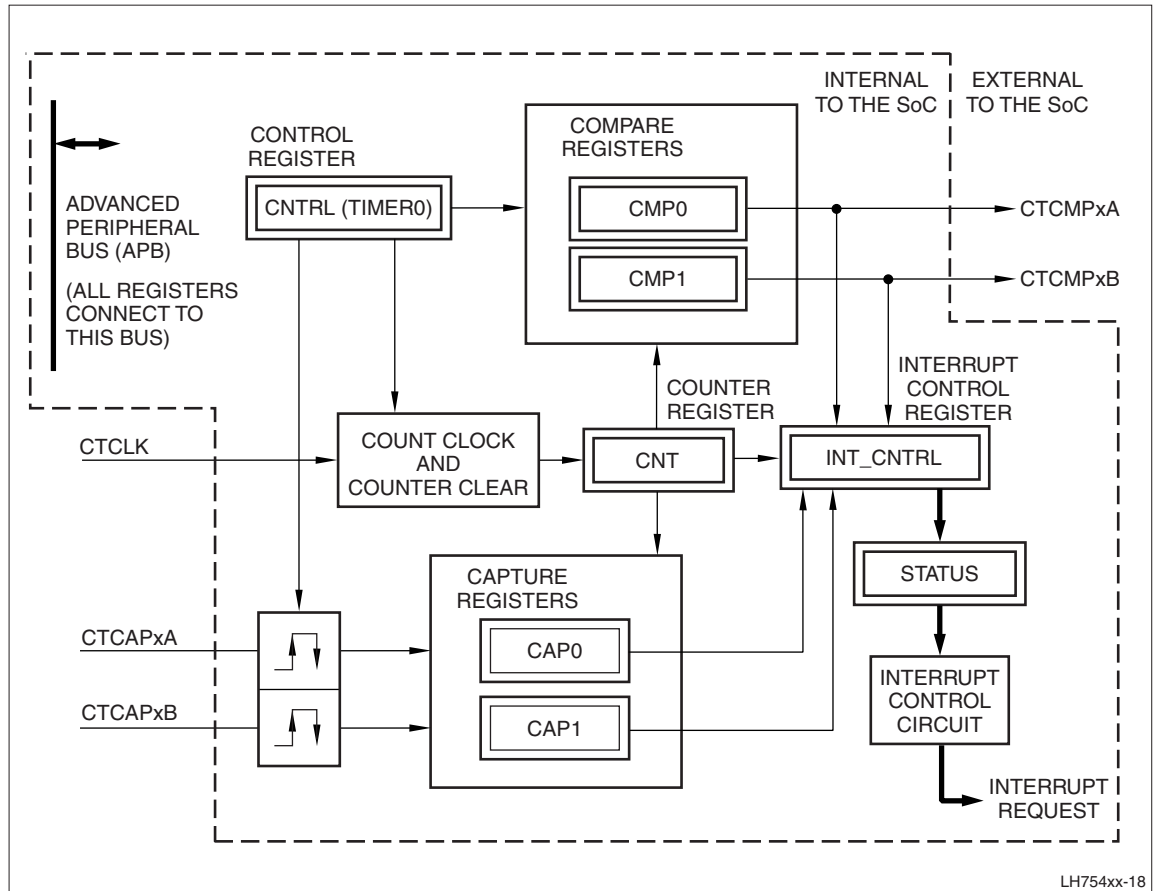 INTERNAL
TO THE SoC
EXTERNAL
TO THE SoC
COMPARE
REGISTERS
CONTROL
REGISTER
CNTRL (TIMER0)
CMP0
CTCMPxA
CMP1
CTCMPxB
ADVANCED
PERIPHERAL
BUS (APB)
(ALL REGISTERS
CONNECT TO
THIS BUS)
COUNTER
REGISTER
INTERRUPT
CONTROL
REGISTER
CTCLK
COUNT CLOCK
AND
COUNTER CLEAR
CNT
INT_CNTRL
STATUS
CAPTURE
REGISTERS
CTCAPxA
CAP0
CTCAPxB
CAP1
INTERRUPT
CONTROL
CIRCUIT
INTERRUPT
REQUEST
LH754xx-18